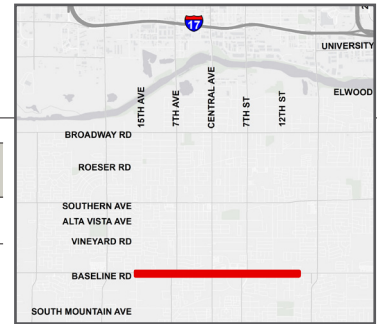 17
UNIVERSITY
ELWOOD
15TH AVE
7TH AVE
CENTRAL AVE
7TH ST
12TH ST
BROADWAY RD
ROESER RD
SOUTHERN AVE
ALTA VISTA AVE
VINEYARD RD
BASELINE RD
SOUTH MOUNTAIN AVE